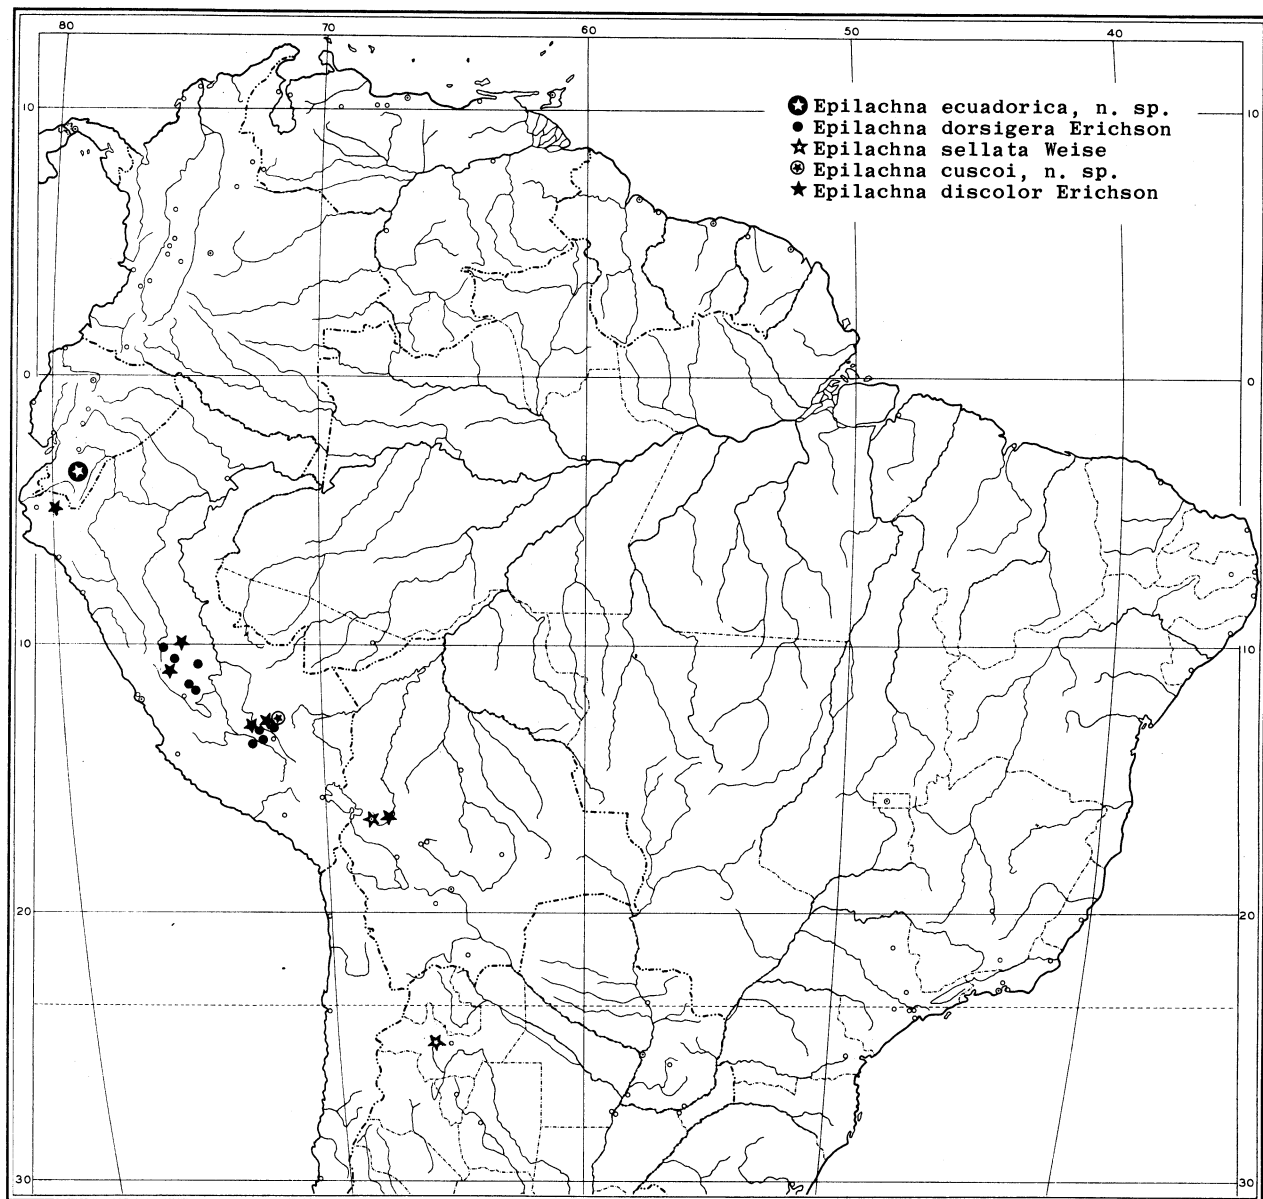 80 70 60 50 40
Epilachna ecuadorica, n. sp.
Epilachna dorsigera Erichson
Epilachna sellata Weise
Epilachna cuscoi, n. sp.
Epilachna discolor Erichson
10 10
0 0
10 10
20 20
30 30